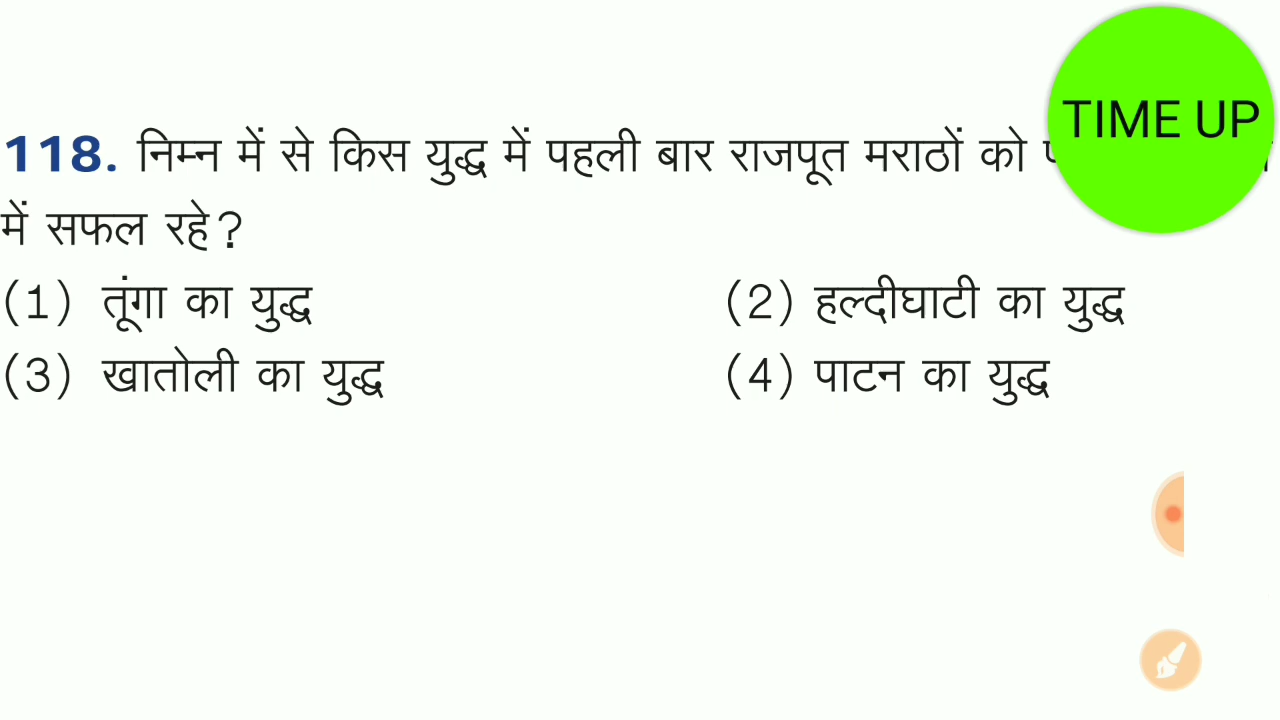 TIME UP
118. निम्न में से किस युद्ध में पहली बार राजपूत मराठों को
में सफल रहे?
(1) तूंगा का युद्ध (2) हल्दीघाटी का युद्ध
(3) खातोली का युद्ध (4) पाटन का युद्ध